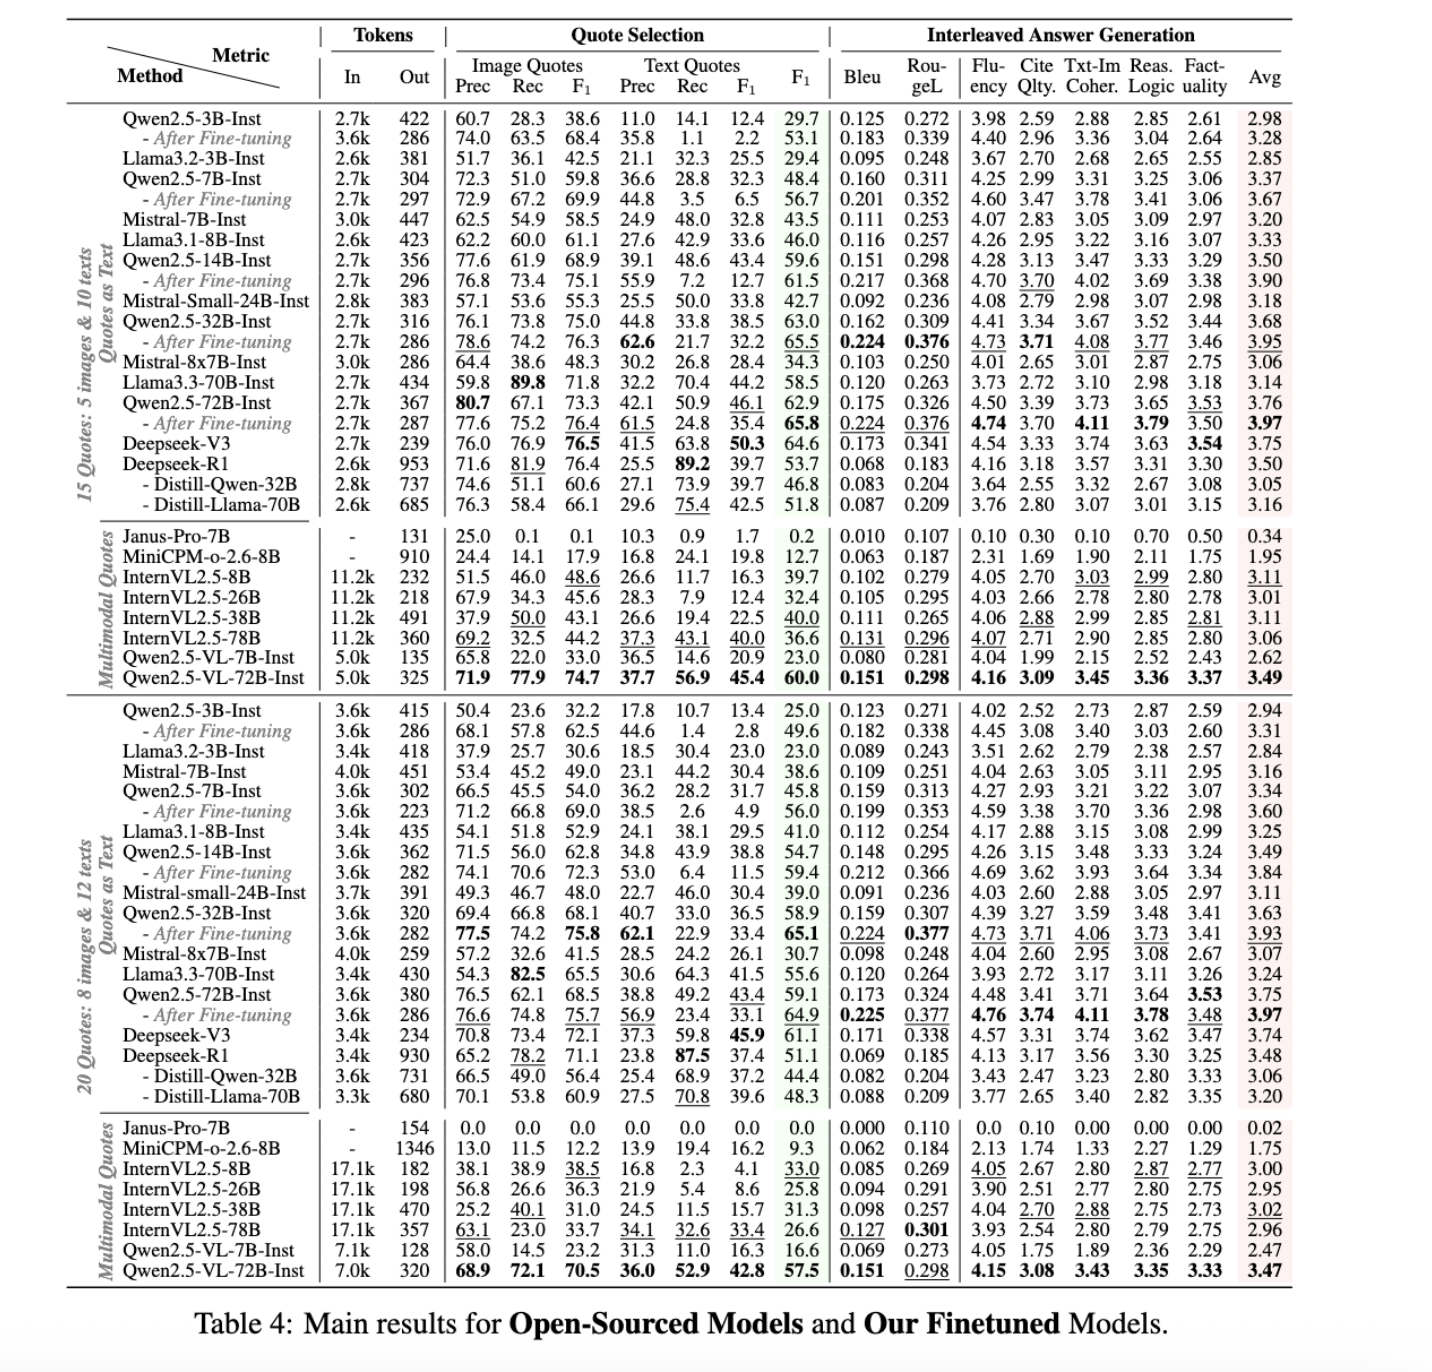 Metric Tokens Quote Selection Interleaved Answer Generation
Method In Out Image Quotes Text Quotes F1 Bleu Rou- Flu- Cite Txt-Im Reas. Fact- Avg
Prec Rec F1 Prec Rec F1 geL ency Qlty. Coher. Logic uality
15 Quotes: 5 images & 10 texts
Quotes as Text
Qwen2.5-3B-Inst 2.7k 422 60.7 28.3 38.6 11.0 14.1 12.4 29.7 0.125 0.272 3.98 2.59 2.88 2.85 2.61 2.98
- After Fine-tuning 3.6k 286 74.0 63.5 68.4 35.8 1.1 2.2 53.1 0.183 0.339 4.40 2.96 3.36 3.04 2.64 3.28
Llama3.2-3B-Inst 2.6k 381 51.7 36.1 42.5 21.1 32.3 25.5 29.4 0.095 0.248 3.67 2.70 2.68 2.65 2.55 2.85
Qwen2.5-7B-Inst 2.7k 304 72.3 51.0 59.8 36.6 28.8 32.3 48.4 0.160 0.311 4.25 2.99 3.31 3.25 3.06 3.37
- After Fine-tuning 2.7k 297 72.9 67.2 69.9 44.8 3.5 6.5 56.7 0.201 0.352 4.60 3.47 3.78 3.41 3.06 3.67
Mistral-7B-Inst 3.0k 447 62.5 54.9 58.5 24.9 48.0 32.8 43.5 0.111 0.253 4.07 2.83 3.05 3.09 2.97 3.20
Llama3.1-8B-Inst 2.6k 423 62.2 60.0 61.1 27.6 42.9 33.6 46.0 0.116 0.257 4.26 2.95 3.22 3.16 3.07 3.33
Qwen2.5-14B-Inst 2.7k 356 77.6 61.9 68.9 39.1 48.6 43.4 59.6 0.151 0.298 4.28 3.13 3.47 3.33 3.29 3.50
- After Fine-tuning 2.7k 296 76.8 73.4 75.1 55.9 7.2 12.7 61.5 0.217 0.368 4.70 3.70 4.02 3.69 3.38 3.90
Mistral-Small-24B-Inst 2.8k 383 57.1 53.6 55.3 25.5 50.0 33.8 42.7 0.092 0.236 4.08 2.79 2.98 3.07 2.98 3.18
Qwen2.5-32B-Inst 2.7k 316 76.1 73.8 75.0 44.8 33.8 38.5 63.0 0.162 0.309 4.41 3.34 3.67 3.52 3.44 3.68
- After Fine-tuning 2.7k 286 78.6 74.2 76.3 62.6 21.7 32.2 65.5 0.224 0.376 4.73 3.71 4.08 3.77 3.46 3.95
Mistral-8x7B-Inst 3.0k 286 64.4 38.6 48.3 30.2 26.8 28.4 34.3 0.103 0.250 4.01 2.65 3.01 2.87 2.75 3.06
Llama3.3-70B-Inst 2.7k 434 59.8 89.8 71.8 32.2 70.4 44.2 58.5 0.120 0.263 3.73 2.72 3.10 2.98 3.18 3.14
Qwen2.5-72B-Inst 2.7k 367 80.7 67.1 73.3 42.1 50.9 46.1 62.9 0.175 0.326 4.50 3.39 3.73 3.65 3.53 3.76
- After Fine-tuning 2.7k 287 77.6 75.2 76.4 61.5 24.8 35.4 65.8 0.224 0.376 4.74 3.70 4.11 3.79 3.50 3.97
Deepseek-V3 2.7k 239 76.0 76.9 76.5 41.5 63.8 50.3 64.6 0.173 0.341 4.54 3.33 3.74 3.63 3.54 3.75
Deepseek-R1 2.6k 953 71.6 81.9 76.4 25.5 89.2 39.7 53.7 0.068 0.183 4.16 3.18 3.57 3.31 3.30 3.50
- Distill-Qwen-32B 2.8k 737 74.6 51.1 60.6 27.1 73.9 39.7 46.8 0.083 0.204 3.64 2.55 3.32 2.67 3.08 3.05
- Distill-Llama-70B 2.6k 685 76.3 58.4 66.1 29.6 75.4 42.5 51.8 0.087 0.209 3.76 2.80 3.07 3.01 3.15 3.16
Multimodal Quotes
Janus-Pro-7B - 131 25.0 0.1 0.1 10.3 0.9 1.7 0.2 0.010 0.107 0.10 0.30 0.10 0.70 0.50 0.34
MiniCPM-o-2.6-8B - 910 24.4 14.1 17.9 16.8 24.1 19.8 12.7 0.063 0.187 2.31 1.69 1.90 2.11 1.75 1.95
InternVL2.5-8B 11.2k 232 51.5 46.0 48.6 26.6 11.7 16.3 39.7 0.102 0.279 4.05 2.70 3.03 2.99 2.80 3.11
InternVL2.5-26B 11.2k 218 67.9 34.3 45.6 28.3 7.9 12.4 32.4 0.105 0.295 4.03 2.66 2.78 2.80 2.78 3.01
InternVL2.5-38B 11.2k 491 37.9 50.0 43.1 26.6 19.4 22.5 40.0 0.111 0.265 4.06 2.88 2.99 2.85 2.81 3.11
InternVL2.5-78B 11.2k 360 69.2 32.5 44.2 37.3 43.1 40.0 36.6 0.131 0.296 4.07 2.71 2.90 2.85 2.80 3.06
Qwen2.5-VL-7B-Inst 5.0k 135 65.8 22.0 33.0 36.5 14.6 20.9 23.0 0.080 0.281 4.04 1.99 2.15 2.52 2.43 2.62
Qwen2.5-VL-72B-Inst 5.0k 325 71.9 77.9 74.7 37.7 56.9 45.4 60.0 0.151 0.298 4.16 3.09 3.45 3.36 3.37 3.49
20 Quotes: 8 images & 12 texts
Quotes as Text
Qwen2.5-3B-Inst 3.6k 415 50.4 23.6 32.2 17.8 10.7 13.4 25.0 0.123 0.271 4.02 2.52 2.73 2.87 2.59 2.94
- After Fine-tuning 3.6k 286 68.1 57.8 62.5 44.6 1.4 2.8 49.6 0.182 0.338 4.45 3.08 3.40 3.03 2.60 3.31
Llama3.2-3B-Inst 3.4k 418 37.9 25.7 30.6 18.5 30.4 23.0 23.0 0.089 0.243 3.51 2.62 2.79 2.38 2.57 2.84
Mistral-7B-Inst 4.0k 451 53.4 45.2 49.0 23.1 44.2 30.4 38.6 0.109 0.251 4.04 2.63 3.05 3.11 2.95 3.16
Qwen2.5-7B-Inst 3.6k 302 66.5 45.5 54.0 36.2 28.2 31.7 45.8 0.159 0.313 4.27 2.93 3.21 3.22 3.07 3.34
- After Fine-tuning 3.6k 223 71.2 66.8 69.0 38.5 2.6 4.9 56.0 0.199 0.353 4.59 3.38 3.70 3.36 2.98 3.60
Llama3.1-8B-Inst 3.4k 435 54.1 51.8 52.9 24.1 38.1 29.5 41.0 0.112 0.254 4.17 2.88 3.15 3.08 2.99 3.25
Qwen2.5-14B-Inst 3.6k 362 71.5 56.0 62.8 34.8 43.9 38.8 54.7 0.148 0.295 4.26 3.15 3.48 3.33 3.24 3.49
- After Fine-tuning 3.6k 282 74.1 70.6 72.3 53.0 6.4 11.5 59.4 0.212 0.366 4.69 3.62 3.93 3.64 3.34 3.84
Mistral-small-24B-Inst 3.7k 391 49.3 46.7 48.0 22.7 46.0 30.4 39.0 0.091 0.236 4.03 2.60 2.88 3.05 2.97 3.11
Qwen2.5-32B-Inst 3.6k 320 69.4 66.8 68.1 40.7 33.0 36.5 58.9 0.159 0.307 4.39 3.27 3.59 3.48 3.41 3.63
- After Fine-tuning 3.6k 282 77.5 74.2 75.8 62.1 22.9 33.4 65.1 0.224 0.377 4.73 3.71 4.06 3.73 3.41 3.93
Mistral-8x7B-Inst 4.0k 259 57.2 32.6 41.5 28.5 24.2 26.1 30.7 0.098 0.248 4.04 2.60 2.95 3.08 2.67 3.07
Llama3.3-70B-Inst 3.4k 430 54.3 82.5 65.5 30.6 64.3 41.5 55.6 0.120 0.264 3.93 2.72 3.17 3.11 3.26 3.24
Qwen2.5-72B-Inst 3.6k 380 76.5 62.1 68.5 38.8 49.2 43.4 59.1 0.173 0.324 4.48 3.41 3.71 3.64 3.53 3.75
- After Fine-tuning 3.6k 286 76.6 74.8 75.7 56.9 23.4 33.1 64.9 0.225 0.377 4.76 3.74 4.11 3.78 3.48 3.97
Deepseek-V3 3.4k 234 70.8 73.4 72.1 37.3 59.8 45.9 61.1 0.171 0.338 4.57 3.31 3.74 3.62 3.47 3.74
Deepseek-R1 3.4k 930 65.2 78.2 71.1 23.8 87.5 37.4 51.1 0.069 0.185 4.13 3.17 3.56 3.30 3.25 3.48
- Distill-Qwen-32B 3.6k 731 66.5 49.0 56.4 25.4 68.9 37.2 44.4 0.082 0.204 3.43 2.47 3.23 2.80 3.33 3.06
- Distill-Llama-70B 3.3k 680 70.1 53.8 60.9 27.5 70.8 39.6 48.3 0.088 0.209 3.77 2.65 3.40 2.82 3.35 3.20
Multimodal Quotes
Janus-Pro-7B - 154 0.0 0.0 0.0 0.0 0.0 0.0 0.0 0.000 0.110 0.0 0.10 0.00 0.00 0.00 0.02
MiniCPM-o-2.6-8B - 1346 13.0 11.5 12.2 13.9 19.4 16.2 9.3 0.062 0.184 2.13 1.74 1.33 2.27 1.29 1.75
InternVL2.5-8B 17.1k 182 38.1 38.9 38.5 16.8 2.3 4.1 33.0 0.085 0.269 4.05 2.67 2.80 2.87 2.77 3.00
InternVL2.5-26B 17.1k 198 56.8 26.6 36.3 21.9 5.4 8.6 25.8 0.094 0.291 3.90 2.51 2.77 2.80 2.75 2.95
InternVL2.5-38B 17.1k 470 25.2 40.1 31.0 24.5 11.5 15.7 31.3 0.098 0.257 4.04 2.70 2.88 2.75 2.73 3.02
InternVL2.5-78B 17.1k 357 63.1 23.0 33.7 34.1 32.6 33.4 26.6 0.127 0.301 3.93 2.54 2.80 2.79 2.75 2.96
Qwen2.5-VL-7B-Inst 7.1k 128 58.0 14.5 23.2 31.3 11.0 16.3 16.6 0.069 0.273 4.05 1.75 1.89 2.36 2.29 2.47
Qwen2.5-VL-72B-Inst 7.0k 320 68.9 72.1 70.5 36.0 52.9 42.8 57.5 0.151 0.298 4.15 3.08 3.43 3.35 3.33 3.47
Table 4: Main results for Open-Sourced Models and Our Finetuned Models.